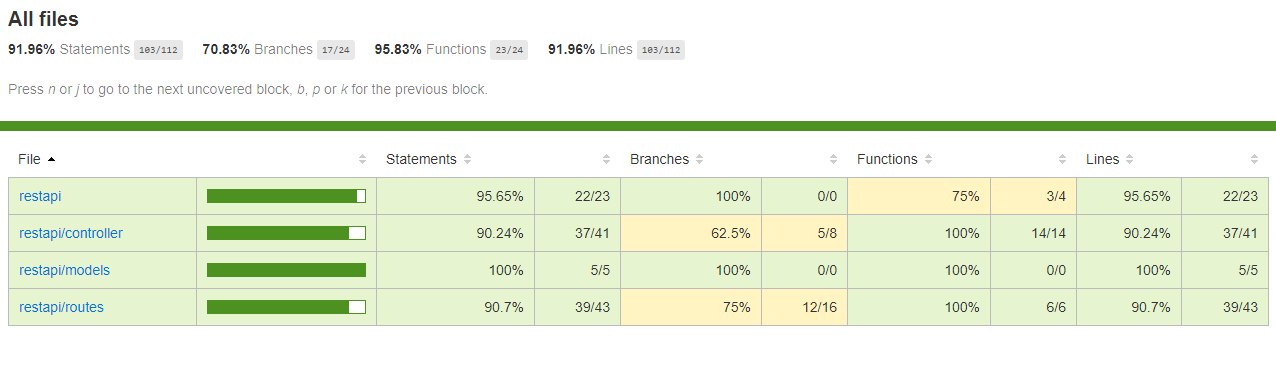 All files
91.96% Statements 103/112 70.83% Branches 17/24 95.83% Functions 23/24 91.96% Lines 103/112
Press n or j to go to the next uncovered block, b, p or k for the previous block.
File Statements Branches Functions Lines
restapi 95.65% 22/23 100% 0/0 75% 3/4 95.65% 22/23
restapi/controller 90.24% 37/41 62.5% 5/8 100% 14/14 90.24% 37/41
restapi/models 100% 5/5 100% 0/0 100% 0/0 100% 5/5
restapi/routes 90.7% 39/43 75% 12/16 100% 6/6 90.7% 39/43